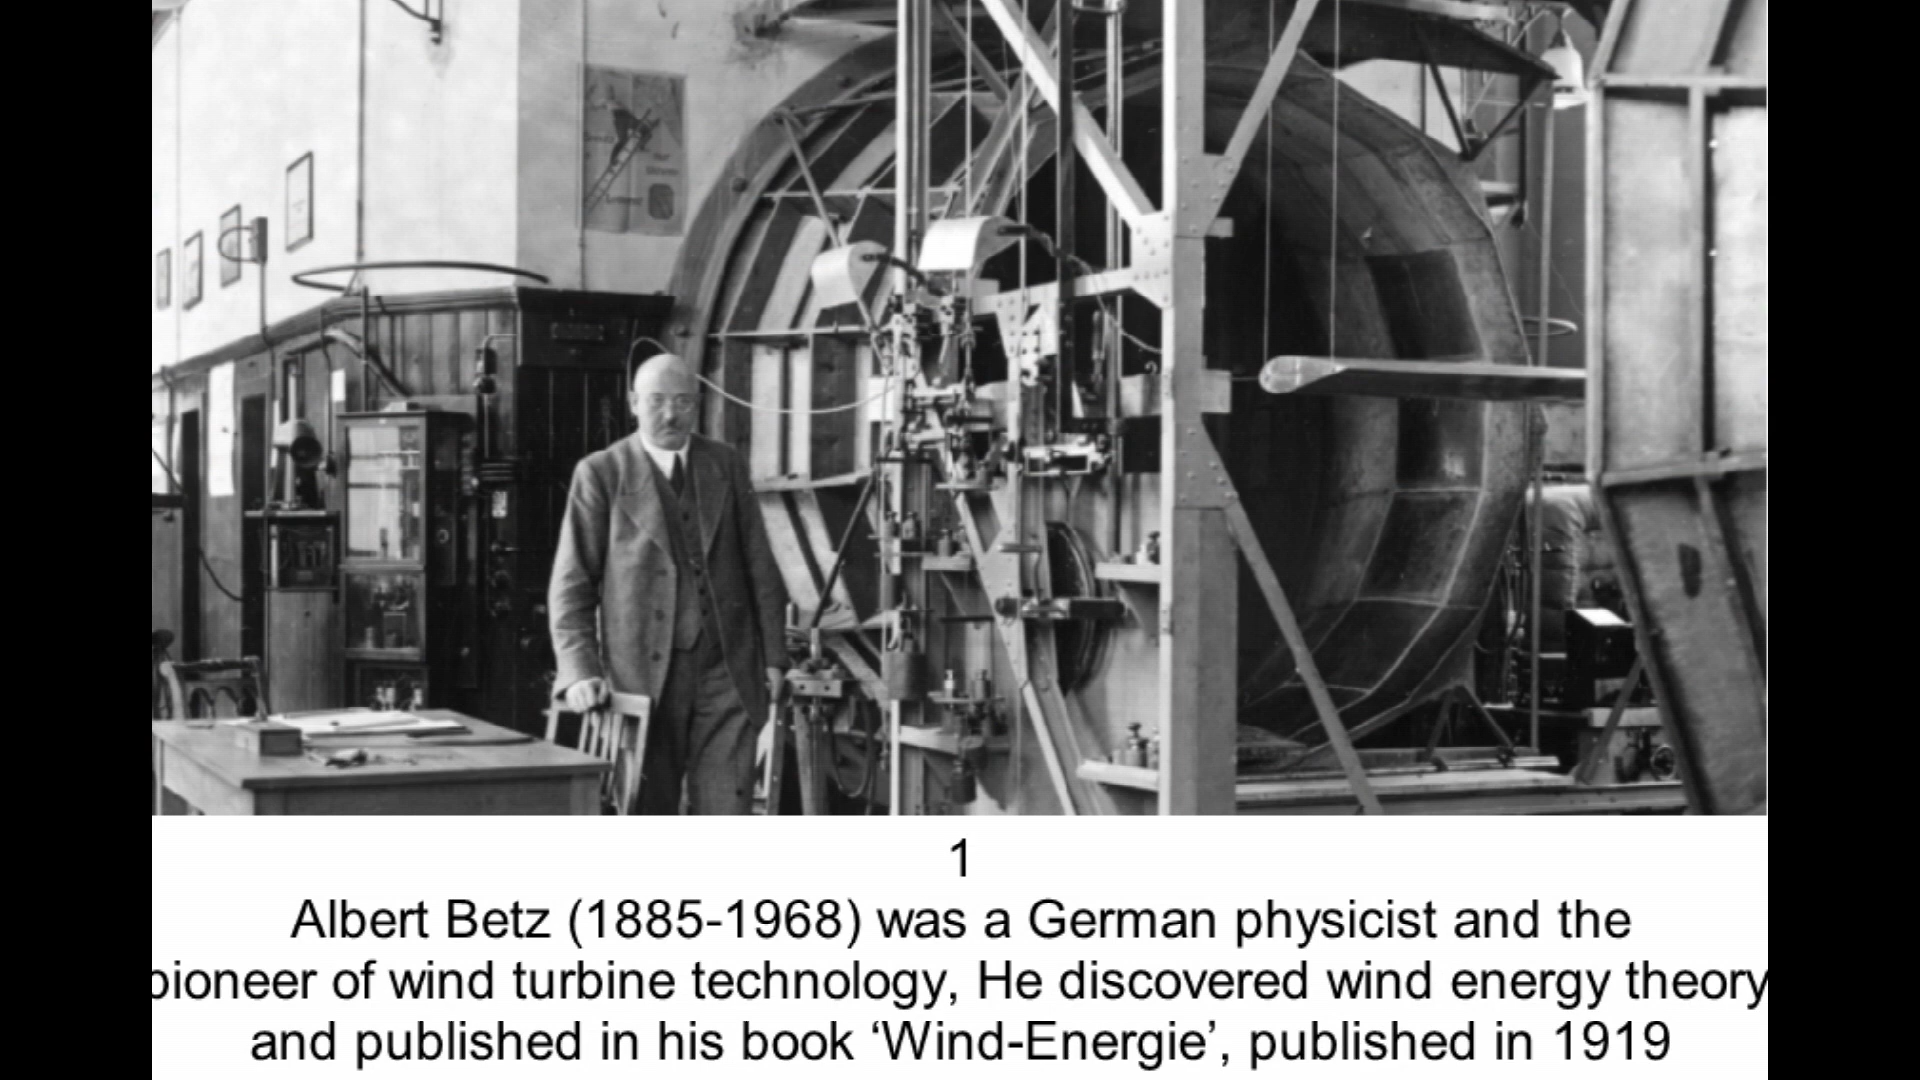 1
Albert Betz (1885-1968) was a German physicist and the
pioneer of wind turbine technology, He discovered wind energy theory
and published in his book ‘Wind-Energie’, published in 1919